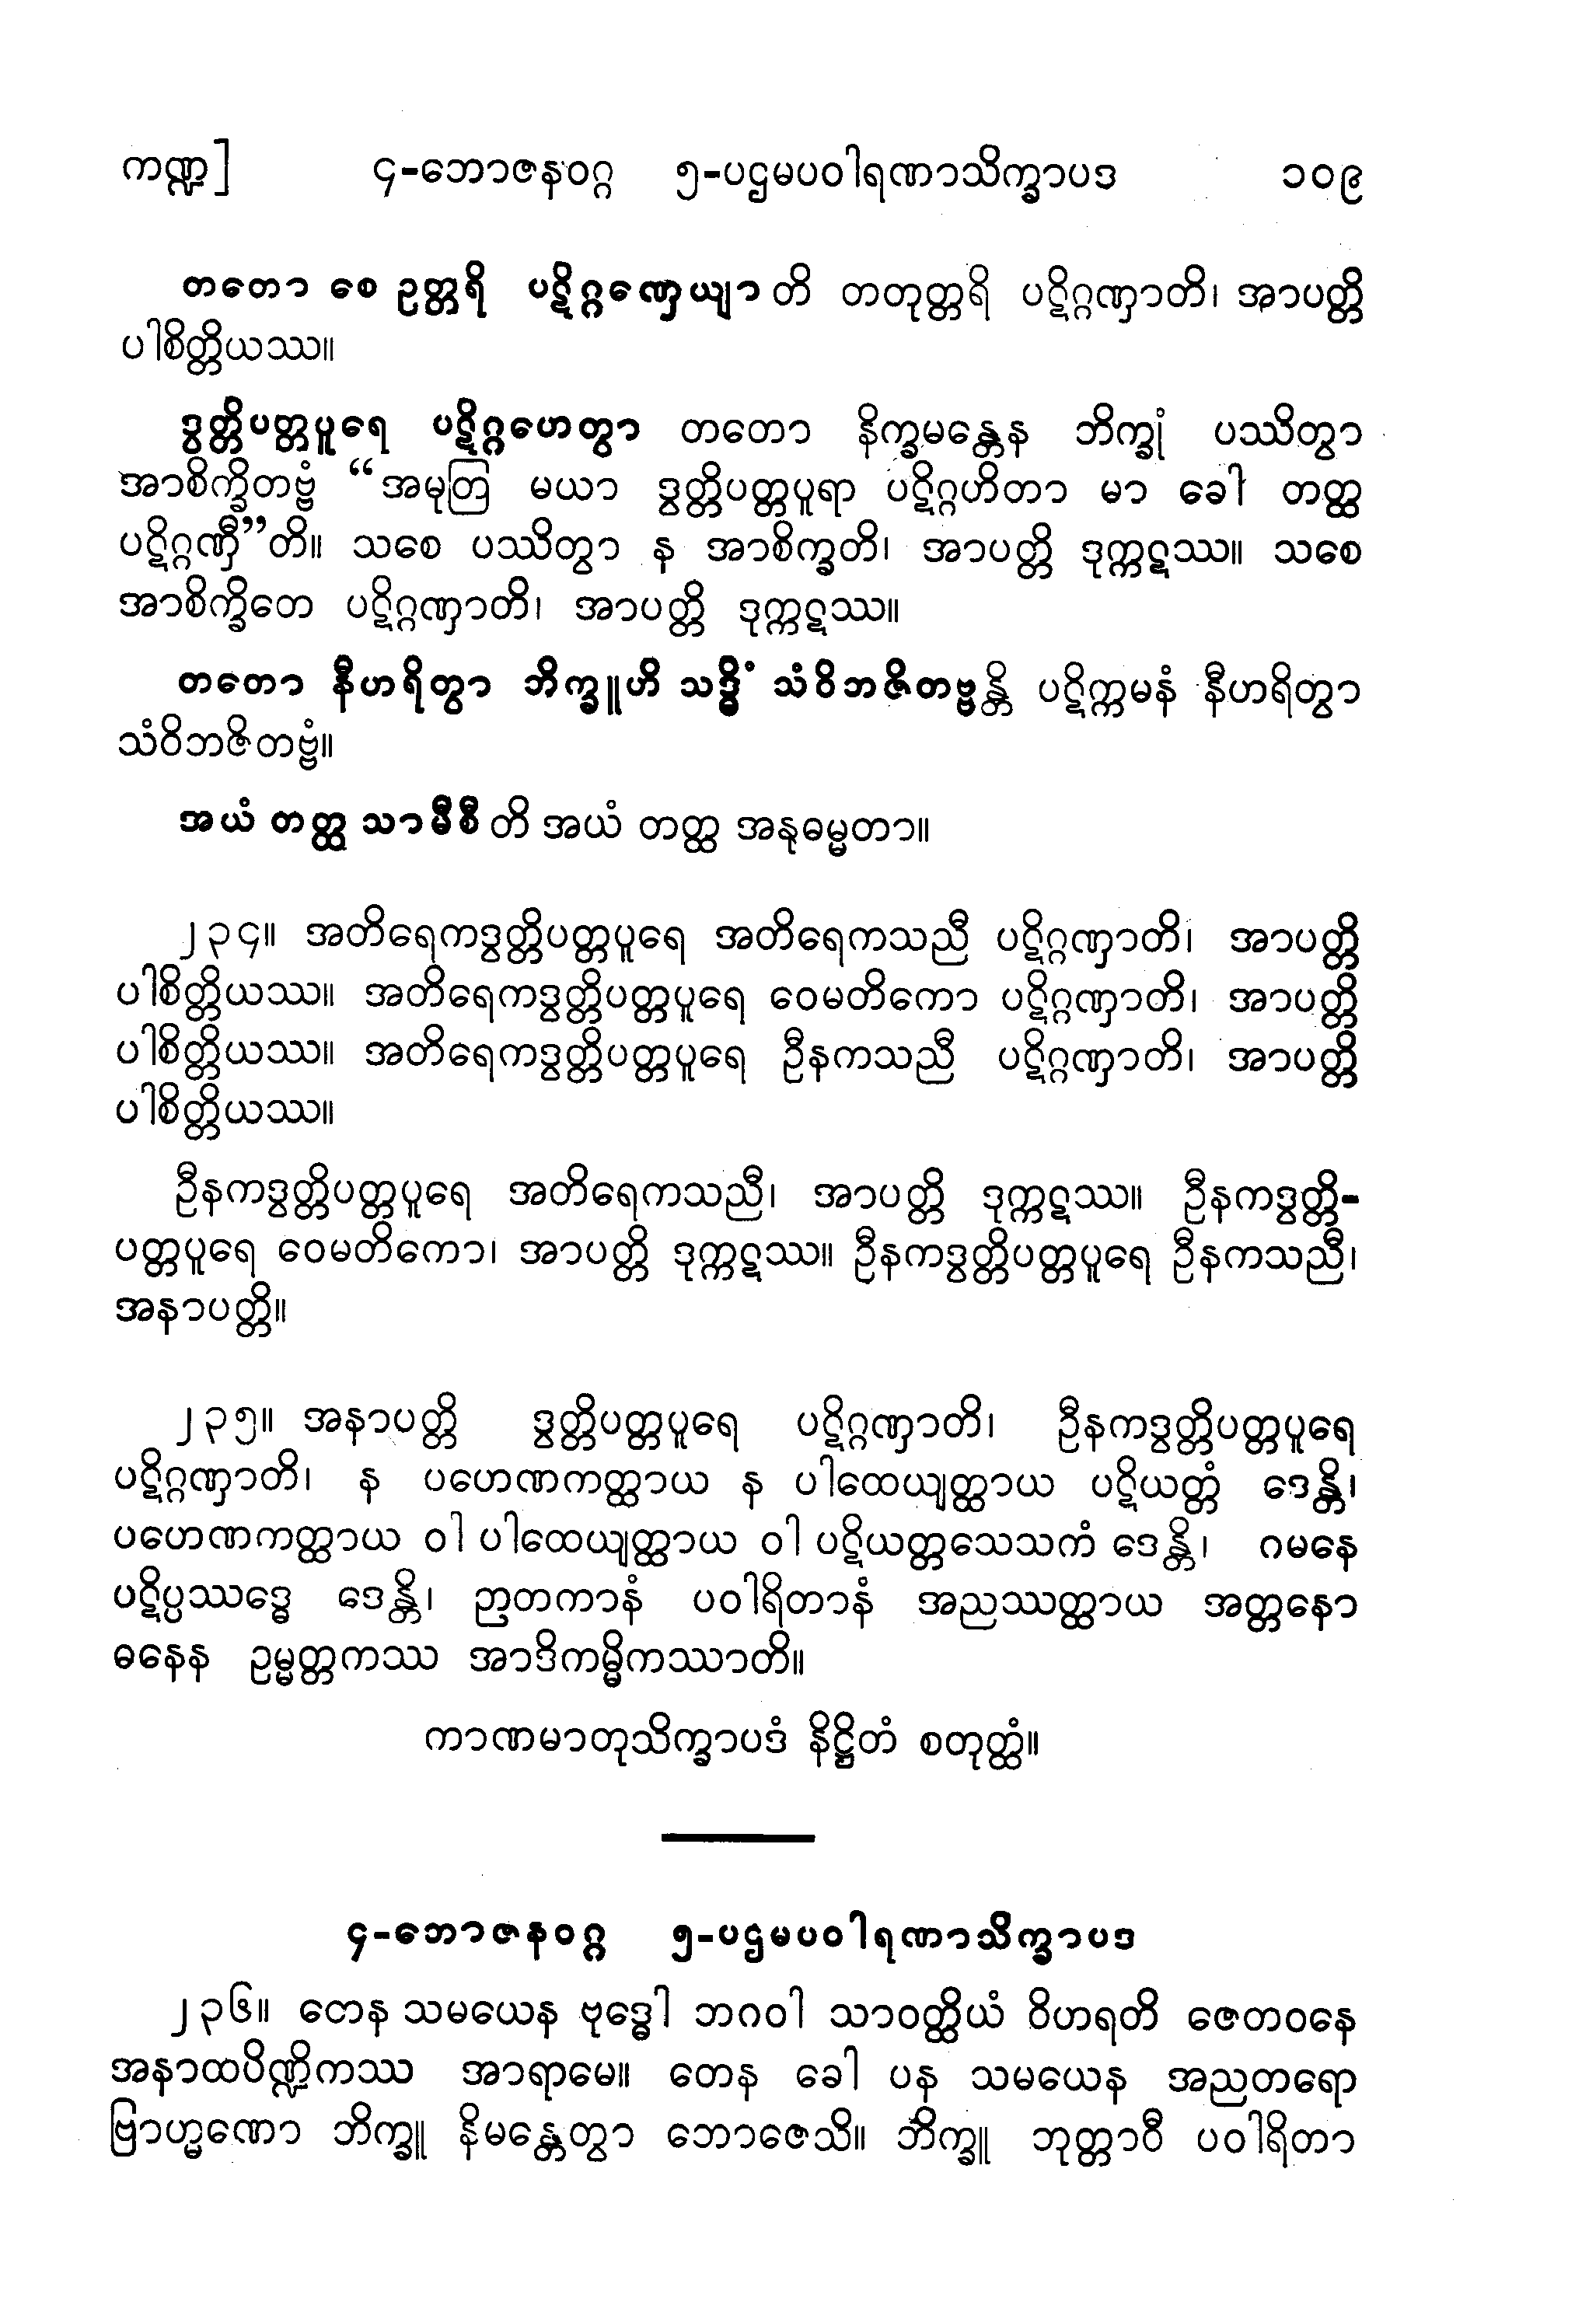 ကဏ္ဍ] ၄-ဘောဇနဝဂ္ဂ ၅-ပဌမပဝါရဏာသိက္ခာပဒ ၁၀၉
တတော စေ ဥတ္တရိ ပဋိဂ္ဂဏှေယျာတိ တတုတ္တရိ ပဋိဂ္ဂဏှာတိ၊ အာပတ္တိ
ပါစိတ္တိယဿ။
ဒွတ္တိပတ္တပူရေ ပဋိဂ္ဂဟေတွာ တတော နိက္ခမန္တေန ဘိက္ခုံ ပဿိတွာ
အာစိက္ခိတဗ္ဗံ “အမုတြ မယာ ဒွတ္တိပတ္တပူရာ ပဋိဂ္ဂဟိတာ မာ ခေါ တတ္ထ
ပဋိဂ္ဂဏှီ”တိ။ သစေ ပဿိတွာ န အာစိက္ခတိ၊ အာပတ္တိ ဒုက္ကဋဿ။ သစေ
အာစိက္ခိတေ ပဋိဂ္ဂဏှာတိ၊ အာပတ္တိ ဒုက္ကဋဿ။
တတော နီဟရိတွာ ဘိက္ခူဟိ သဒ္ဓိံ သံဝိဘဇိတဗ္ဗန္တိ ပဋိက္ကမနံ နီဟရိတွာ
သံဝိဘဇိတဗ္ဗံ။
အယံ တတ္ထ သာမီစီတိ အယံ တတ္ထ အနုဓမ္မတာ။
၂၃၄။ အတိရေကဒွတ္တိပတ္တပူရေ အတိရေကသညီ ပဋိဂ္ဂဏှာတိ၊ အာပတ္တိ
ပါစိတ္တိယဿ။ အတိရေကဒွတ္တိပတ္တပူရေ ဝေမတိကော ပဋိဂ္ဂဏှာတိ၊ အာပတ္တိ
ပါစိတ္တိယဿ။ အတိရေကဒွတ္တိပတ္တပူရေ ဦနကသညီ ပဋိဂ္ဂဏှာတိ၊ အာပတ္တိ
ပါစိတ္တိယဿ။
ဦနကဒွတ္တိပတ္တပူရေ အတိရေကသညီ၊ အာပတ္တိ ဒုက္ကဋဿ။ ဦနကဒွတ္တိ-
ပတ္တပူရေ ဝေမတိကော၊ အာပတ္တိ ဒုက္ကဋဿ။ ဦနကဒွတ္တိပတ္တပူရေ ဦနကသညီ၊
အနာပတ္တိ။
၂၃၅။ အနာပတ္တိ ဒွတ္တိပတ္တပူရေ ပဋိဂ္ဂဏှာတိ၊ ဦနကဒွတ္တိပတ္တပူရေ
ပဋိဂ္ဂဏှာတိ၊ န ပဟေဏကတ္ထာယ န ပါထေယျတ္ထာယ ပဋိယတ္တံ ဒေန္တိ၊
ပဟေဏကတ္ထာယ ဝါ ပါထေယျတ္ထာယ ဝါ ပဋိယတ္တသေသကံ ဒေန္တိ၊ ဂမနေ
ပဋိပ္ပဿဒ္ဓေ ဒေန္တိ၊ ဉာတကာနံ ပဝါရိတာနံ အညဿတ္ထာယ အတ္တနော
ဓနေန ဥမ္မတ္တကဿ အာဒိကမ္မိကဿာတိ။
ကာဏမာတုသိက္ခာပဒံ နိဋ္ဌိတံ စတုတ္ထံ။
၄-ဘောဇနဝဂ္ဂ ၅-ပဌမပဝါရဏာသိက္ခာပဒ
၂၃၆။ တေန သမယေန ဗုဒ္ဓေါ ဘဂဝါ သာဝတ္ထိယံ ဝိဟရတိ ဇေတဝနေ
အနာထပိဏ္ဍိကဿ အာရာမေ။ တေန ခေါ ပန သမယေန အညတရော
ဗြာဟ္မဏော ဘိက္ခူ နိမန္တေတွာ ဘောဇေသိ။ ဘိက္ခူ ဘုတ္တာဝီ ပဝါရိတာ